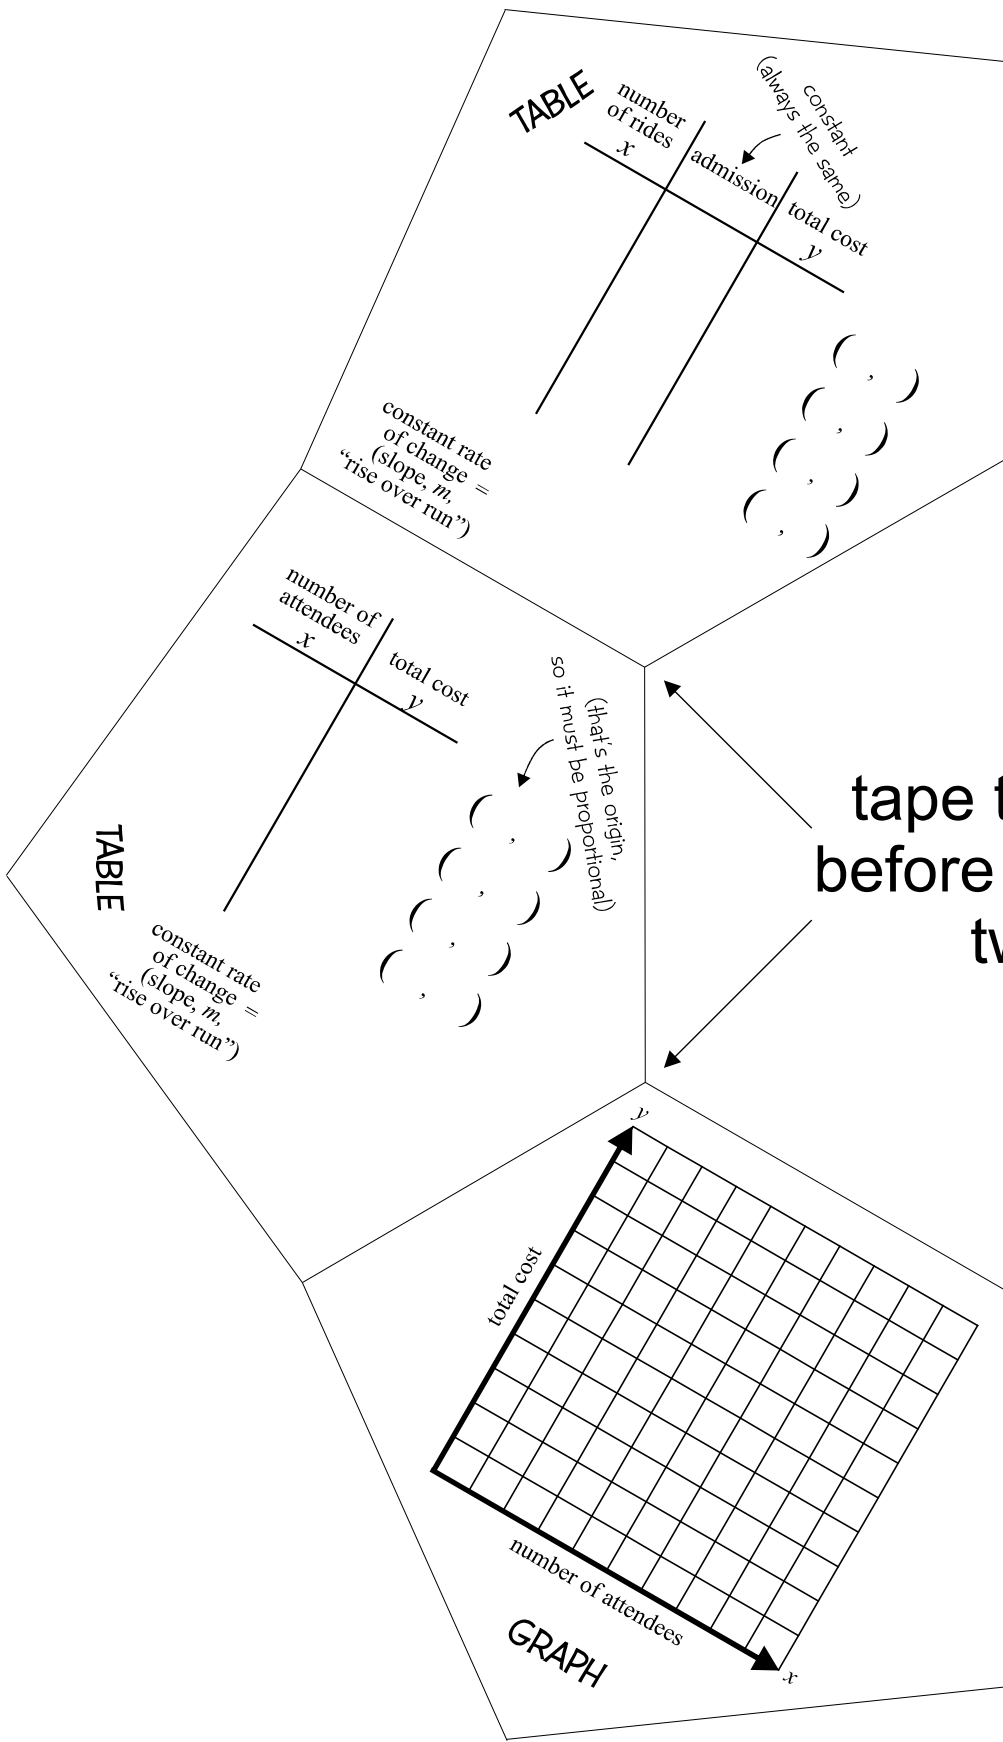 TABLE
number
of rides
x
admission
total cost
y
constant
(always the same)
( , )
( , )
( , )
( , )
constant rate
of change =
(slope, m,
“rise over run”)
number of
attendees
x
total cost
y
(that's the origin,
so it must be proportional)
( , )
( , )
( , )
( , )
TABLE
constant rate
of change =
(slope, m,
“rise over run”)
tape t
before
tw
y
total cost
number of attendees
x
GRAPH